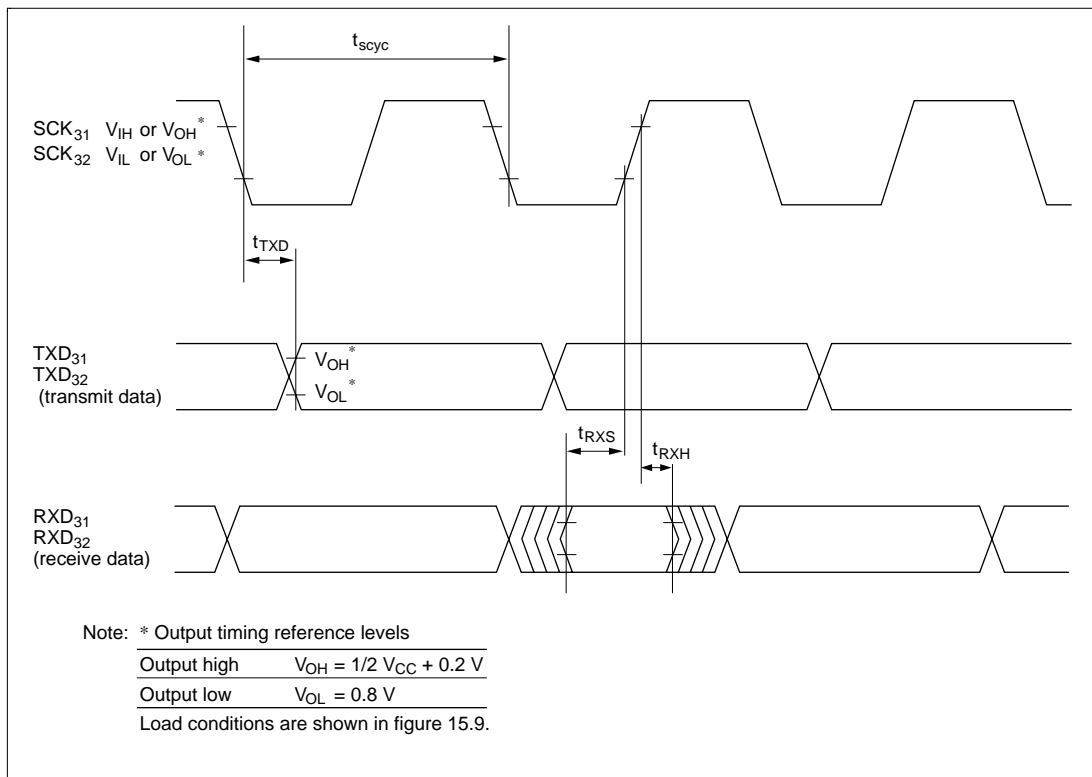 t_scyc
SCK31 VIH or VOH*
SCK32 VIL or VOL*
tTXD
TXD31
TXD32
(transmit data)
VOH*
VOL*
tRXS
tRXH
RXD31
RXD32
(receive data)
Note: * Output timing reference levels
Output high VOH = 1/2 VCC + 0.2 V
Output low VOL = 0.8 V
Load conditions are shown in figure 15.9.